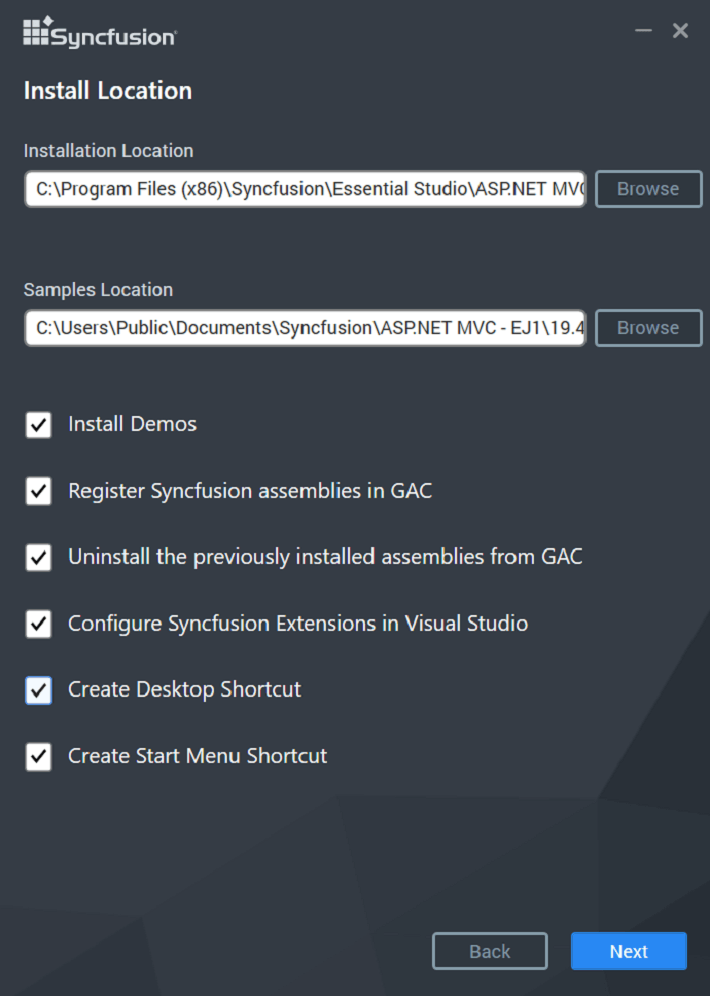 Syncfusion
Install Location
Installation Location
C:\Program Files (x86)\Syncfusion\Essential Studio\ASP.NET MVC Browse
Samples Location
C:\Users\Public\Documents\Syncfusion\ASP.NET MVC - EJ1\19.4 Browse
Install Demos
Register Syncfusion assemblies in GAC
Uninstall the previously installed assemblies from GAC
Configure Syncfusion Extensions in Visual Studio
Create Desktop Shortcut
Create Start Menu Shortcut
Back Next